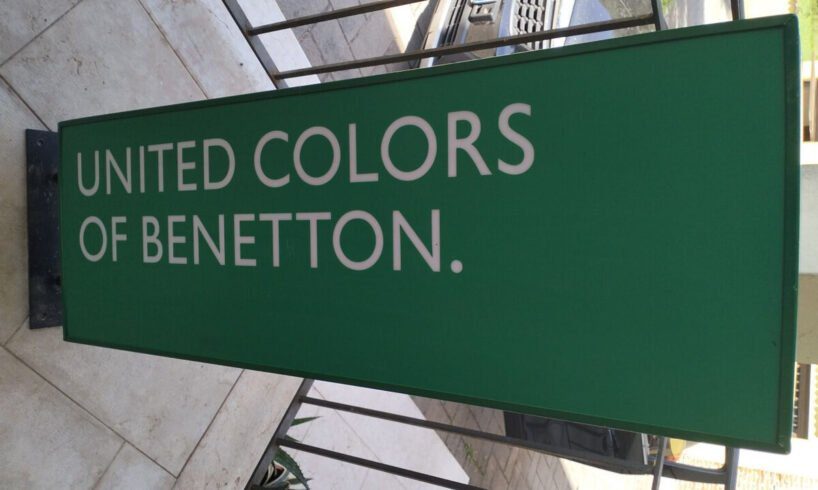 UNITED COLORS
OF BENETTON.